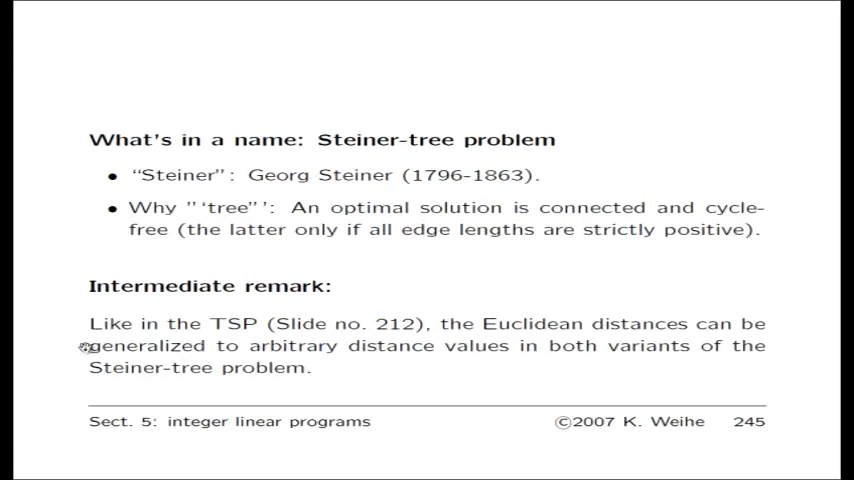 What's in a name: Steiner-tree problem
• "Steiner": Georg Steiner (1796-1863).
• Why "'tree"': An optimal solution is connected and cycle-
free (the latter only if all edge lengths are strictly positive).
Intermediate remark:
Like in the TSP (Slide no. 212), the Euclidean distances can be
generalized to arbitrary distance values in both variants of the
Steiner-tree problem.
Sect. 5: integer linear programs ©2007 K. Weihe 245